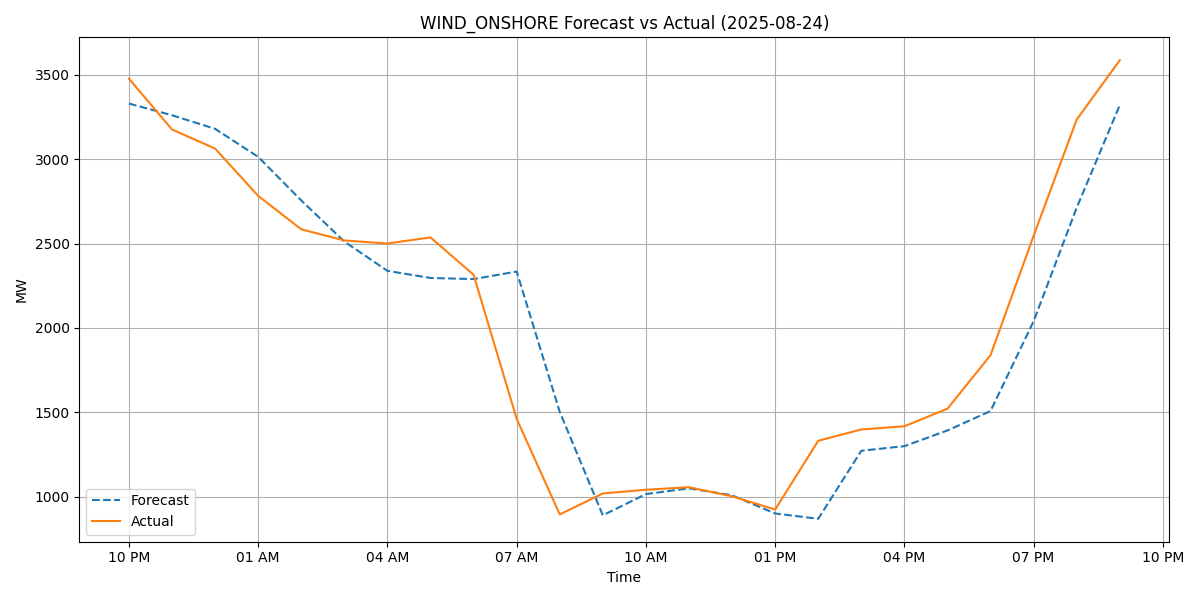 WIND_ONSHORE Forecast vs Actual (2025-08-24)
3500
3000
2500
2000
1500
1000
MW
Forecast
Actual
10 PM 01 AM 04 AM 07 AM 10 AM 01 PM 04 PM 07 PM 10 PM
Time